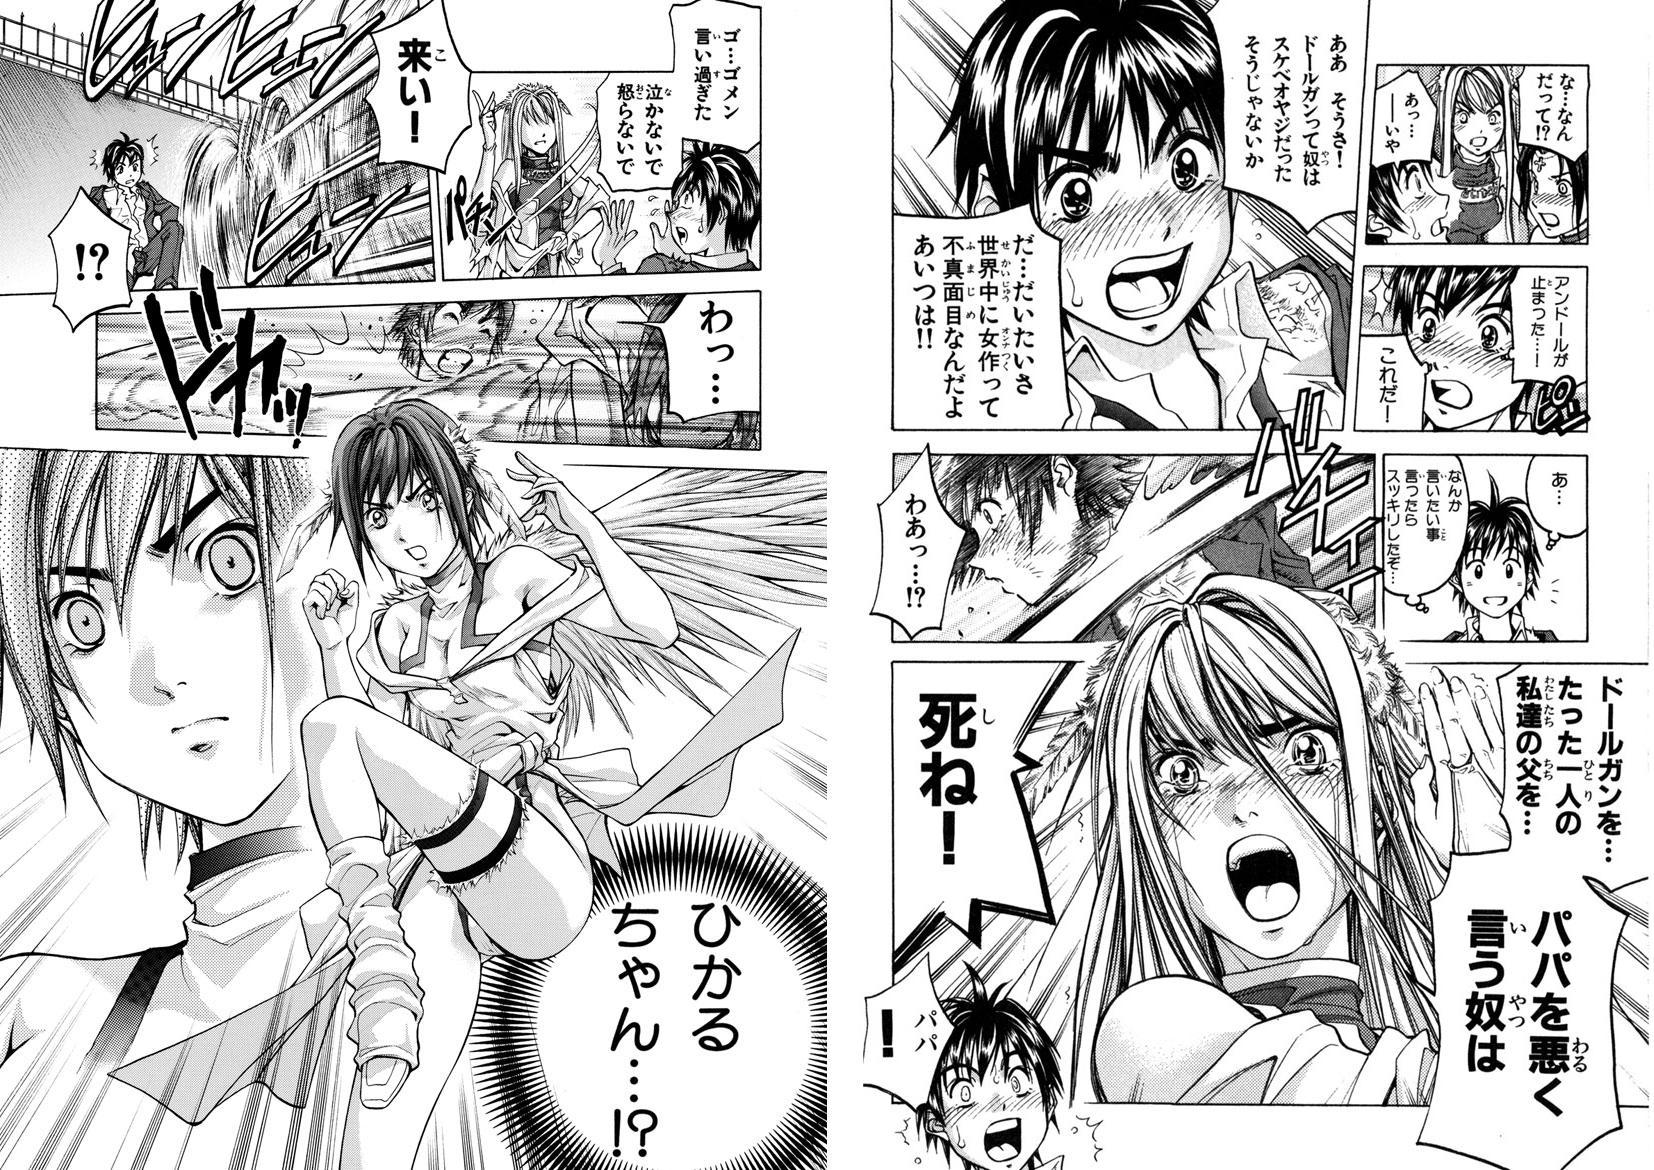 な…なん
だって!?
あっ…
――いや
アンドールが
止まった…!
これだ!
ピッ
ああ そうさ!
ドールガンって奴は
スケベオヤジだった
そうじゃないか
だ…だいたいさ
世界中に女作って
不真面目なんだよ
あいつは!!
あ…
なんか
言いたい事
言ったら
スッキリしたぞ…
わぁっ…!?
ドールガンを…
たった一人の
私達の父を…
パパを悪く
言う奴は
死ね!
パパ
!
ゴ…ゴメン
言い過ぎた
泣かないで
怒らないで
パチン
来い!
ヒュンヒュン
ヒュン
!?
わっ…
ドカッ
ひかる
ちゃん…!?